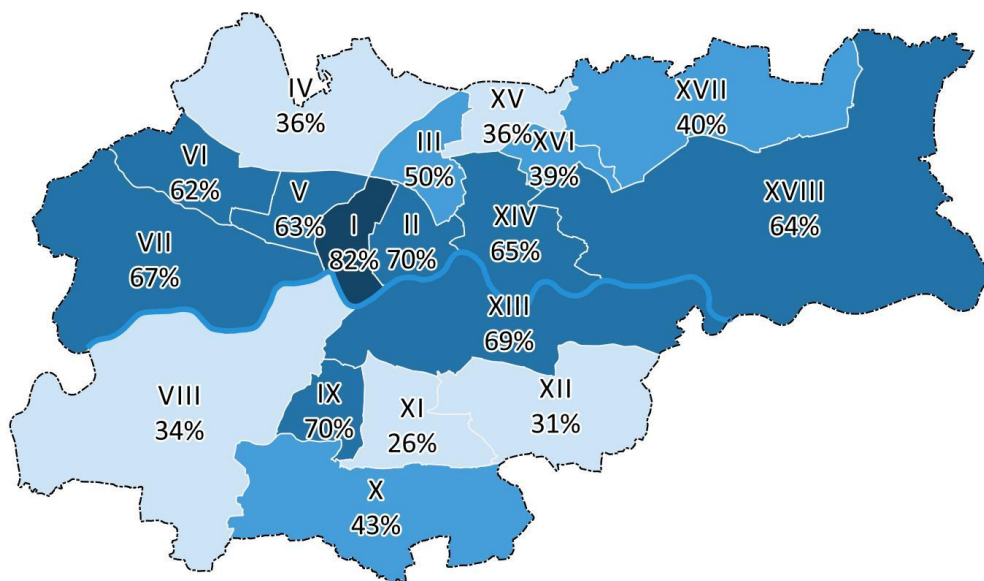 IV
36%
XV
36%
XVII
40%
III
50%
XVI
39%
VI
62%
V
63%
I
82%
II
70%
XIV
65%
XVIII
64%
VII
67%
XIII
69%
VIII
34%
IX
70%
XI
26%
XII
31%
X
43%